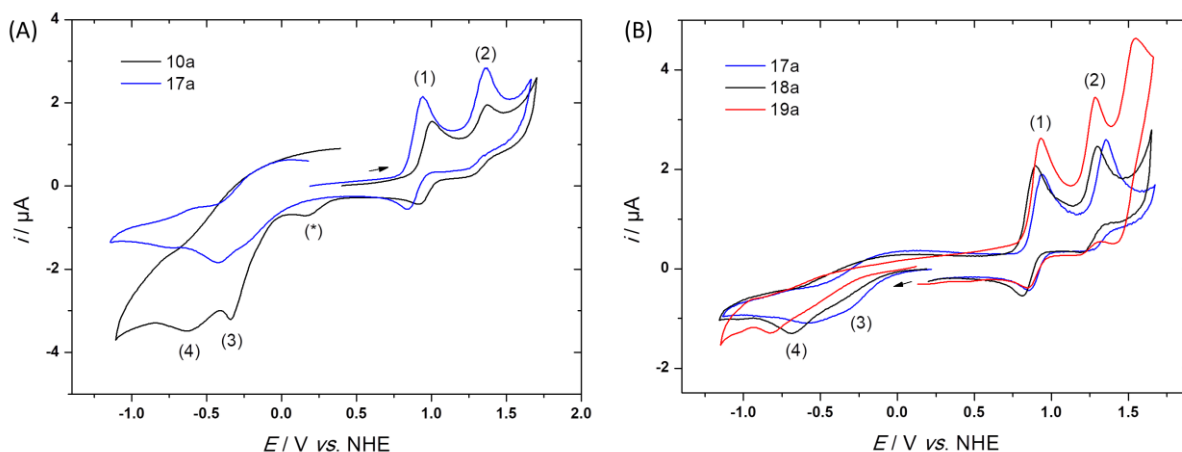 (A)
10a
17a
(1)
(2)
(*)
(3)
(4)
4
2
0
-2
-4
i / µA
-1.0 -0.5 0.0 0.5 1.0 1.5 2.0
E / V vs. NHE
(B)
17a
18a
19a
(1)
(2)
(3)
(4)
4
2
0
-2
i / µA
-1.0 -0.5 0.0 0.5 1.0 1.5
E / V vs. NHE